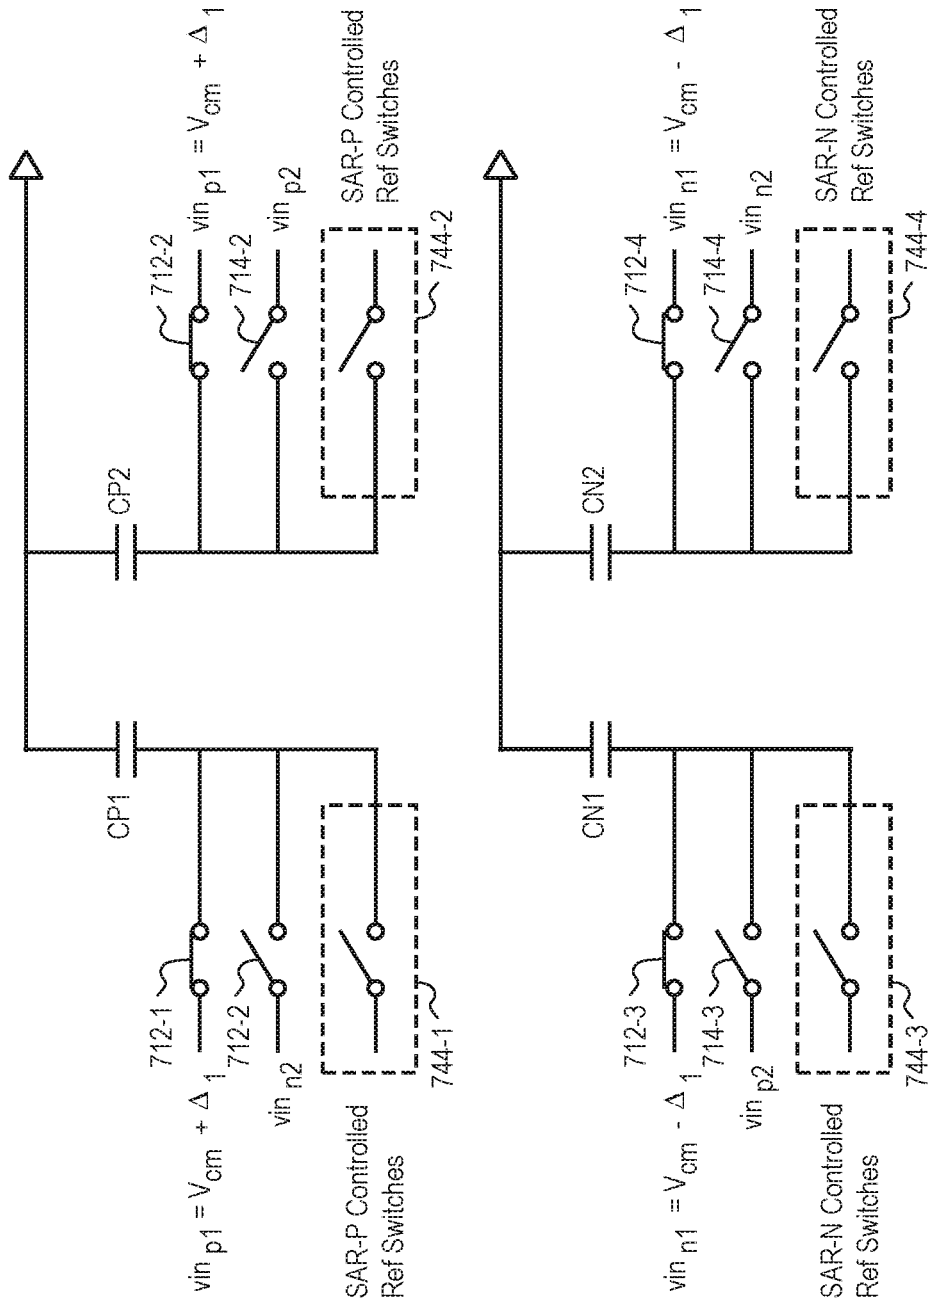 CP1
CP2
vin p1 = Vcm + Δ 1
712-1
712-2
vin p1 = Vcm + Δ 1
vin n2
712-2
714-2
vin p2
SAR-P Controlled
Ref Switches
744-1
744-2
SAR-P Controlled
Ref Switches
CN1
CN2
vin n1 = Vcm - Δ 1
712-3
712-4
vin n1 = Vcm - Δ 1
vin p2
714-3
714-4
vin n2
SAR-N Controlled
Ref Switches
744-3
744-4
SAR-N Controlled
Ref Switches